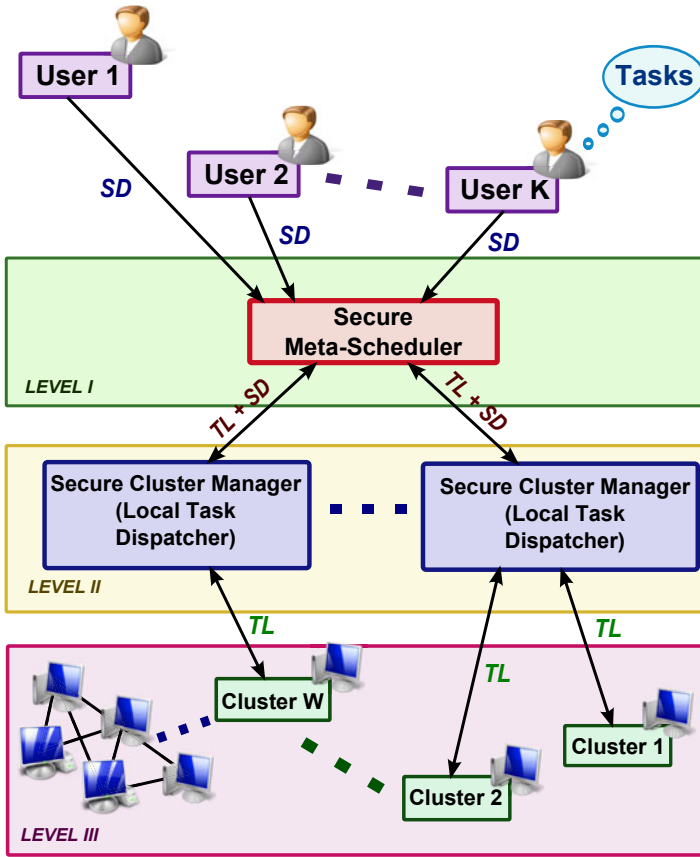 User 1
Tasks
User 2
User K
SD
SD
SD
Secure
Meta-Scheduler
LEVEL I
TL + SD
TL + SD
Secure Cluster Manager
(Local Task
Dispatcher)
Secure Cluster Manager
(Local Task
Dispatcher)
LEVEL II
TL
TL
TL
Cluster W
Cluster 1
Cluster 2
LEVEL III